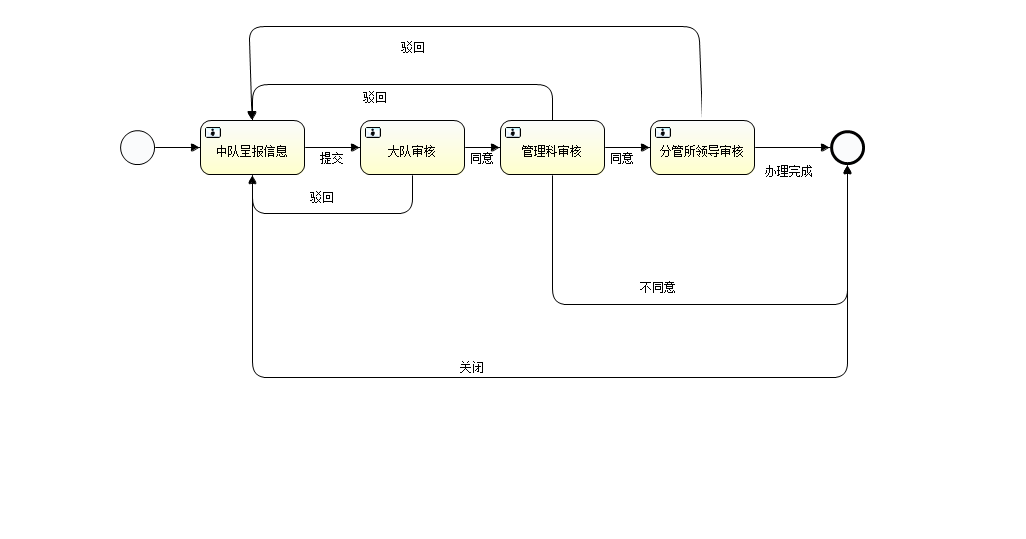 驳回
驳回
中队呈报信息
提交
大队审核
同意
管理科审核
同意
分管所领导审核
办理完成
驳回
不同意
关闭